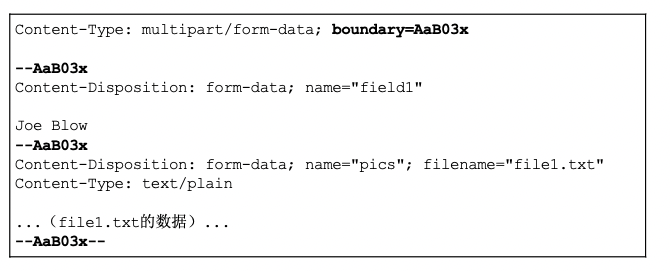 Content-Type: multipart/form-data; boundary=AaB03x
--AaB03x
Content-Disposition: form-data; name="field1"
Joe Blow
--AaB03x
Content-Disposition: form-data; name="pics"; filename="file1.txt"
Content-Type: text/plain
...（file1.txt的数据）...
--AaB03x--